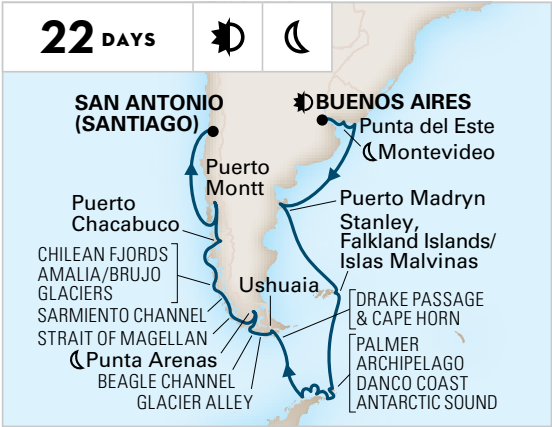 22 DAYS
SAN ANTONIO
(SANTIAGO)
BUENOS AIRES
Punta del Este
Montevideo
Puerto
Montt
Puerto
Chacabuco
Puerto Madryn
Stanley,
Falkland Islands/
Islas Malvinas
CHILEAN FJORDS
AMALIA/BRUJO
GLACIERS
SARMIENTO CHANNEL
STRAIT OF MAGELLAN
Punta Arenas
BEAGLE CHANNEL
GLACIER ALLEY
Ushuaia
DRAKE PASSAGE
& CAPE HORN
PALMER
ARCHIPELAGO
DANCO COAST
ANTARCTIC SOUND